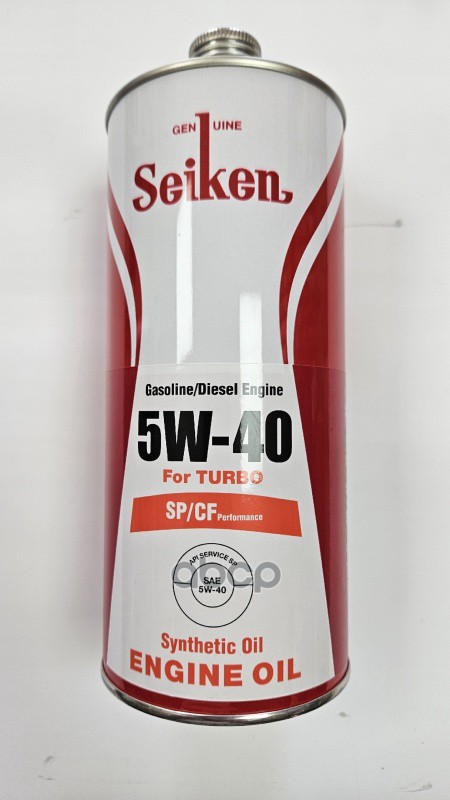 GENUINE
Seiken
Gasoline/Diesel Engine
5W-40
For TURBO
SP/CF Performance
API SERVICE SP
SAE
5W-40
abcp
Synthetic Oil
ENGINE OIL